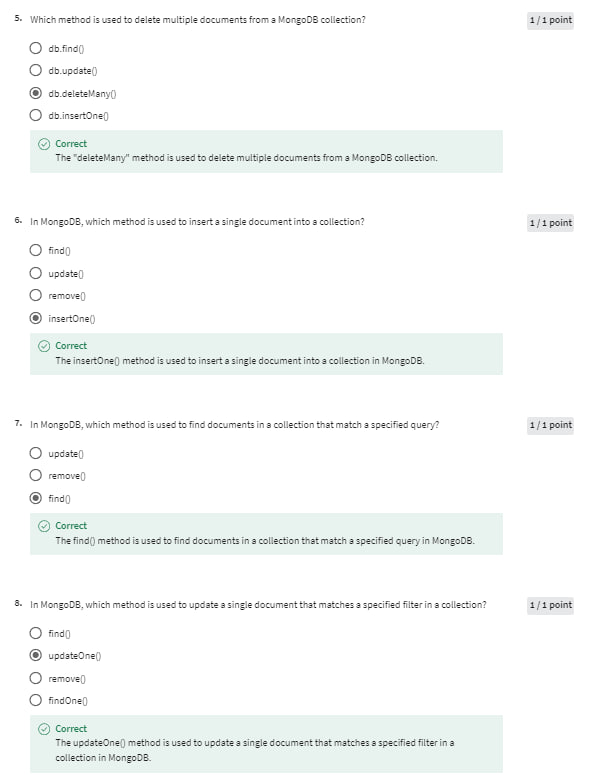 5. Which method is used to delete multiple documents from a MongoDB collection? 1 / 1 point
db.find()
db.update()
db.deleteMany()
db.insertOne()
Correct
The "deleteMany" method is used to delete multiple documents from a MongoDB collection.
6. In MongoDB, which method is used to insert a single document into a collection? 1 / 1 point
find()
update()
remove()
insertOne()
Correct
The insertOne() method is used to insert a single document into a collection in MongoDB.
7. In MongoDB, which method is used to find documents in a collection that match a specified query? 1 / 1 point
update()
remove()
find()
Correct
The find() method is used to find documents in a collection that match a specified query in MongoDB.
8. In MongoDB, which method is used to update a single document that matches a specified filter in a collection? 1 / 1 point
find()
updateOne()
remove()
findOne()
Correct
The updateOne() method is used to update a single document that matches a specified filter in a
collection in MongoDB.